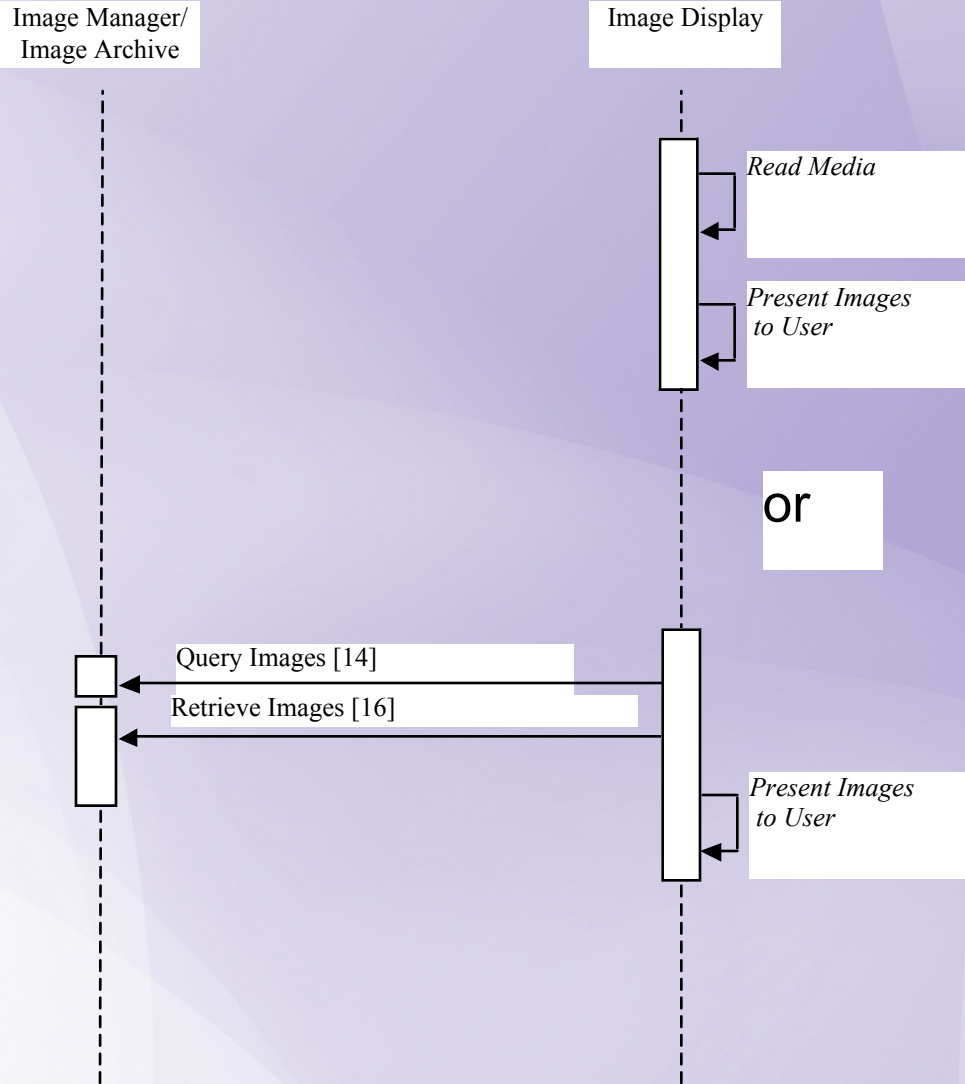 Image Manager/
Image Archive
Image Display
Read Media
Present Images
to User
or
Query Images [14]
Retrieve Images [16]
Present Images
to User